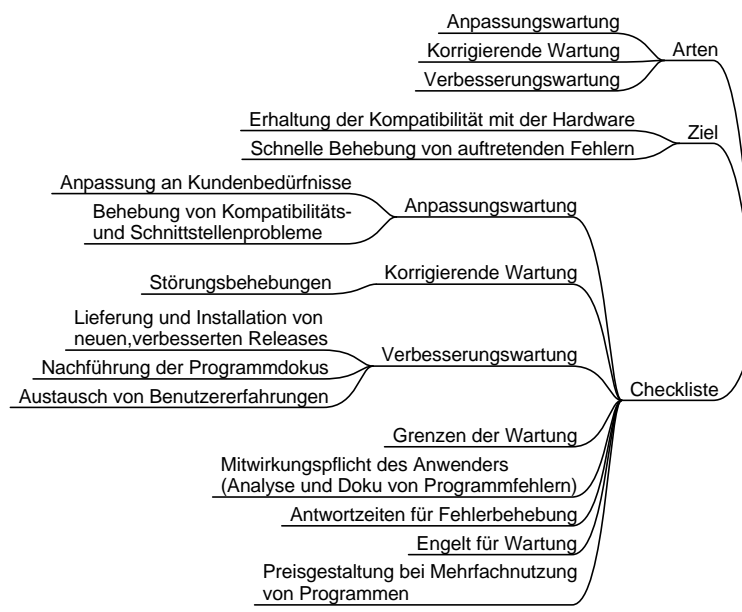 Anpassungswartung
Korrigierende Wartung
Verbesserungswartung
Arten
Erhaltung der Kompatibilität mit der Hardware
Schnelle Behebung von auftretenden Fehlern
Ziel
Anpassung an Kundenbedürfnisse
Behebung von Kompatibilitäts-
und Schnittstellenprobleme
Anpassungswartung
Störungsbehebungen
Korrigierende Wartung
Lieferung und Installation von
neuen,verbesserten Releases
Nachführung der Programmdokus
Austausch von Benutzererfahrungen
Verbesserungswartung
Grenzen der Wartung
Mitwirkungspflicht des Anwenders
(Analyse und Doku von Programmfehlern)
Antwortzeiten für Fehlerbehebung
Engelt für Wartung
Preisgestaltung bei Mehrfachnutzung
von Programmen
Checkliste